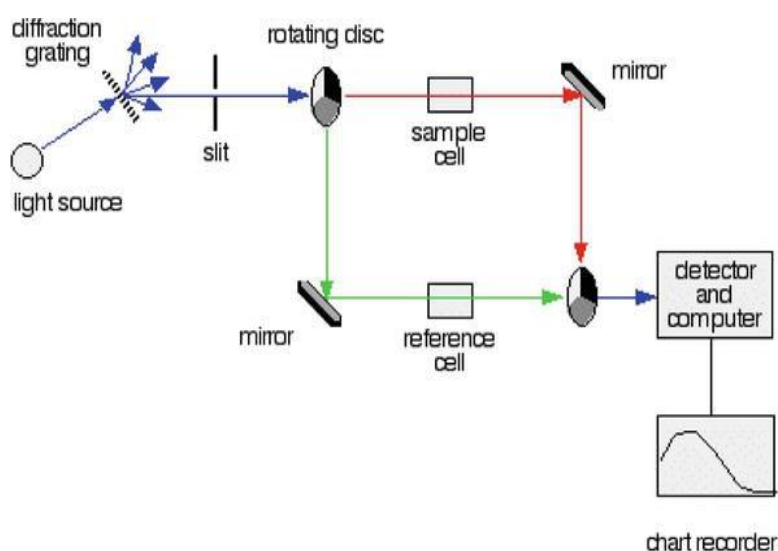 diffraction
grating
rotating disc
mirror
sample
cell
slit
light source
detector
and
computer
mirror
reference
cell
chart recorder